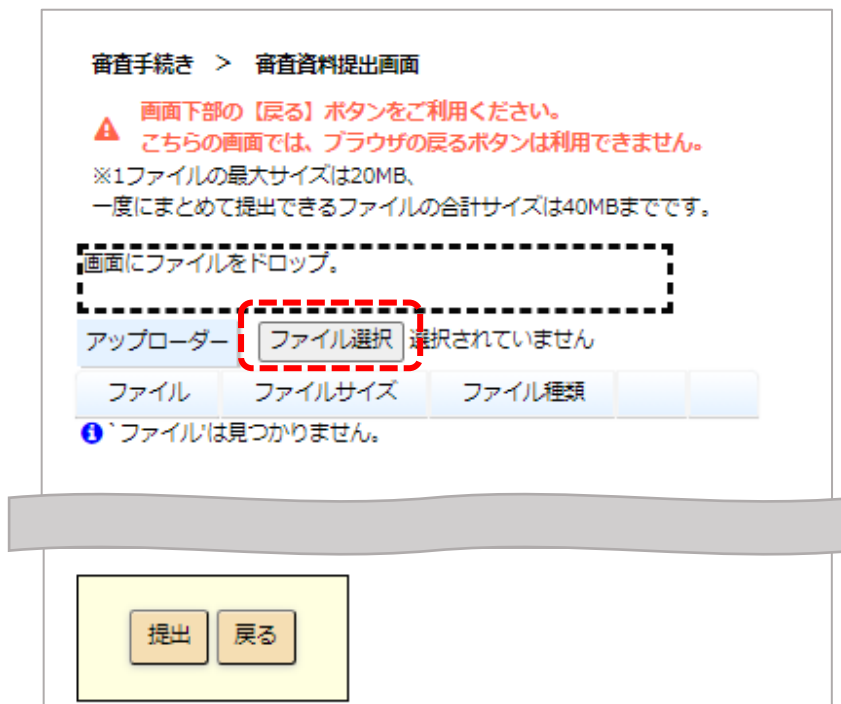 審査手続き ＞ 審査資料提出画面
画面下部の【戻る】ボタンをご利用ください。
こちらの画面では、ブラウザの戻るボタンは利用できません。
※1ファイルの最大サイズは20MB、
一度にまとめて提出できるファイルの合計サイズは40MBまでです。
画面にファイルをドロップ。
アップローダー ファイル選択 選択されていません
ファイル ファイルサイズ ファイル種類
`ファイル'は見つかりません。
提出 戻る